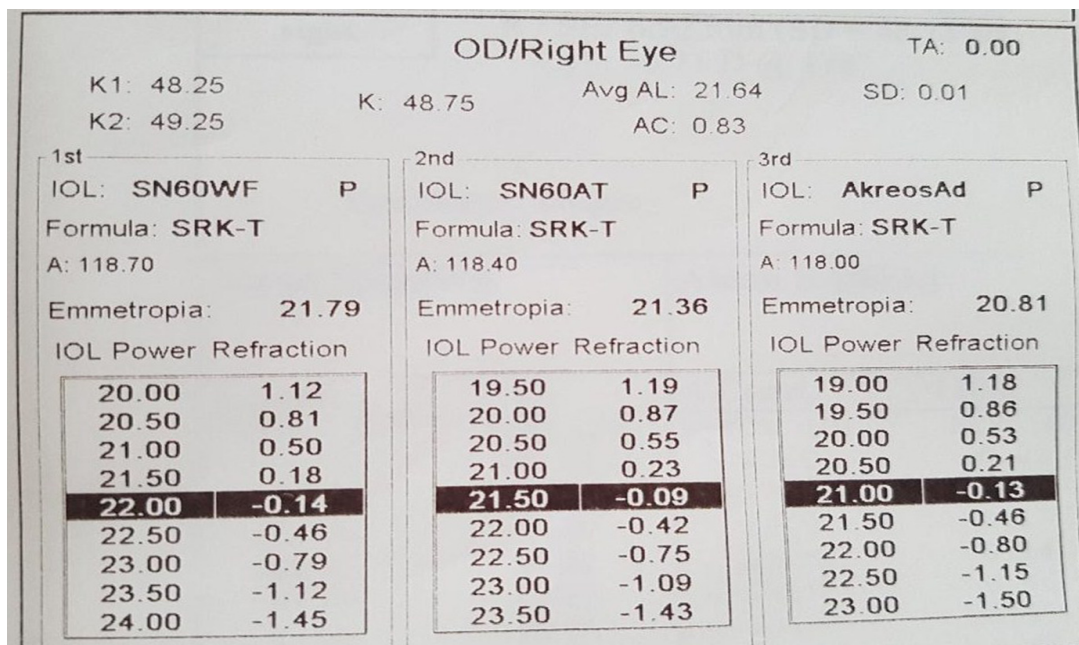 OD/Right Eye TA: 0.00
K1: 48.25 K: 48.75 Avg AL: 21.64 SD: 0.01
K2: 49.25 AC: 0.83
1st
IOL: SN60WF P
Formula: SRK-T
A: 118.70
Emmetropia: 21.79
IOL Power Refraction
20.00 1.12
20.50 0.81
21.00 0.50
21.50 0.18
22.00 -0.14
22.50 -0.46
23.00 -0.79
23.50 -1.12
24.00 -1.45
2nd
IOL: SN60AT P
Formula: SRK-T
A: 118.40
Emmetropia: 21.36
IOL Power Refraction
19.50 1.19
20.00 0.87
20.50 0.55
21.00 0.23
21.50 -0.09
22.00 -0.42
22.50 -0.75
23.00 -1.09
23.50 -1.43
3rd
IOL: AkreosAd P
Formula: SRK-T
A: 118.00
Emmetropia: 20.81
IOL Power Refraction
19.00 1.18
19.50 0.86
20.00 0.53
20.50 0.21
21.00 -0.13
21.50 -0.46
22.00 -0.80
22.50 -1.15
23.00 -1.50